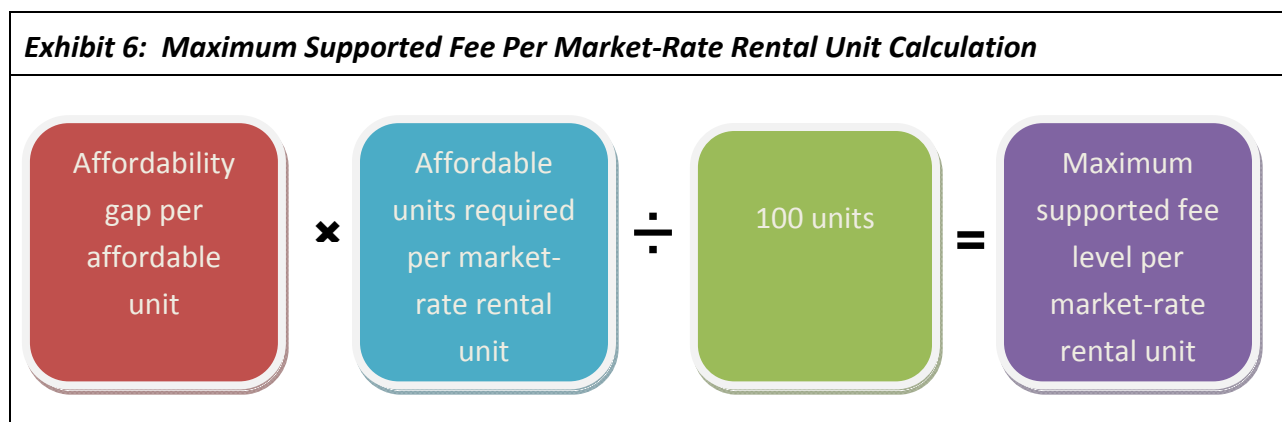 Exhibit 6: Maximum Supported Fee Per Market-Rate Rental Unit Calculation
Affordability
gap per
affordable
unit
×
Affordable
units required
per market-
rate rental
unit
÷
100 units
=
Maximum
supported fee
level per
market-rate
rental unit